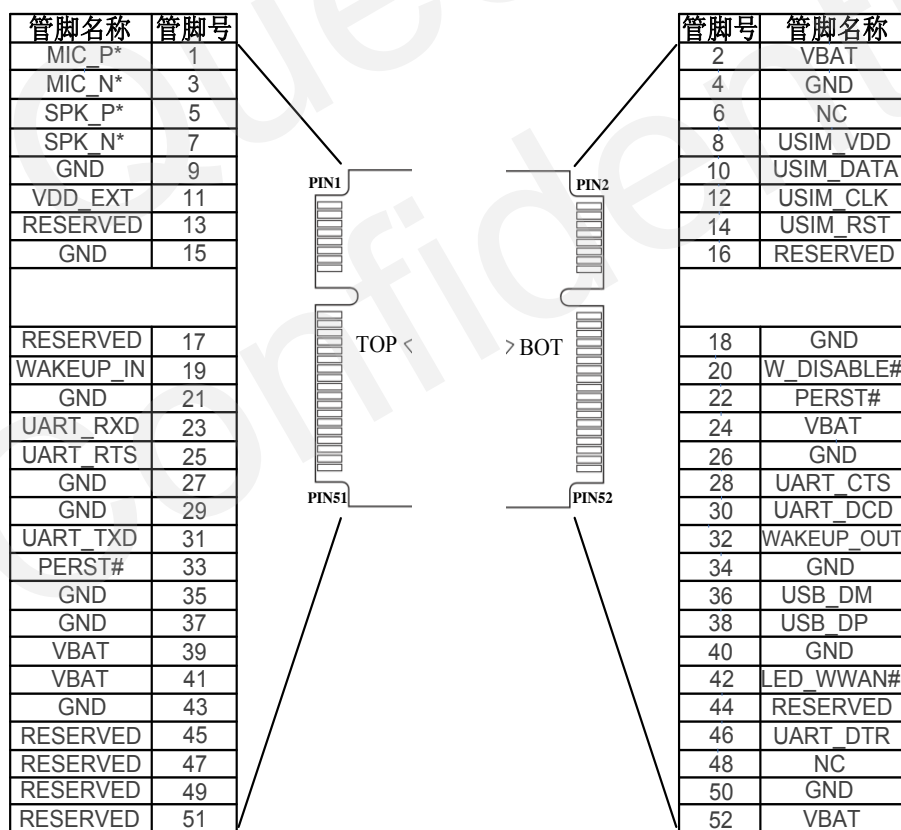 管脚名称 管脚号
MIC_P* 1
MIC_N* 3
SPK_P* 5
SPK_N* 7
GND 9
VDD_EXT 11
RESERVED 13
GND 15
RESERVED 17
WAKEUP_IN 19
GND 21
UART_RXD 23
UART_RTS 25
GND 27
GND 29
UART_TXD 31
PERST# 33
GND 35
GND 37
VBAT 39
VBAT 41
GND 43
RESERVED 45
RESERVED 47
RESERVED 49
RESERVED 51
PIN1
TOP
PIN51
PIN2
BOT
PIN52
管脚号 管脚名称
2 VBAT
4 GND
6 NC
8 USIM_VDD
10 USIM_DATA
12 USIM_CLK
14 USIM_RST
16 RESERVED
18 GND
20 W_DISABLE#
22 PERST#
24 VBAT
26 GND
28 UART_CTS
30 UART_DCD
32 WAKEUP_OUT
34 GND
36 USB_DM
38 USB_DP
40 GND
42 LED_WWAN#
44 RESERVED
46 UART_DTR
48 NC
50 GND
52 VBAT